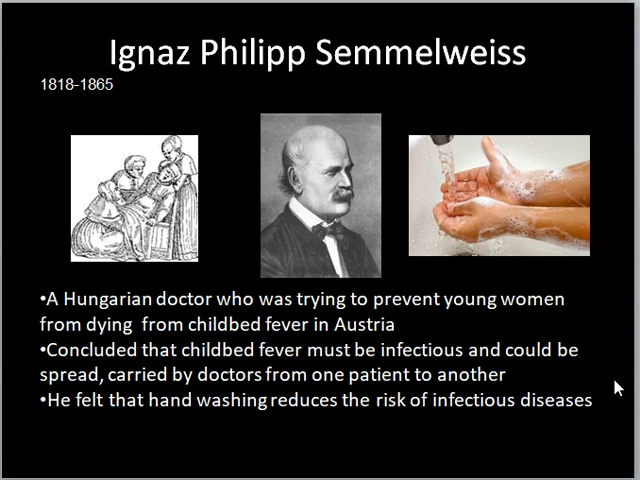 Ignaz Philipp Semmelweiss
1818-1865
•A Hungarian doctor who was trying to prevent young women
from dying from childbed fever in Austria
•Concluded that childbed fever must be infectious and could be
spread, carried by doctors from one patient to another
•He felt that hand washing reduces the risk of infectious diseases